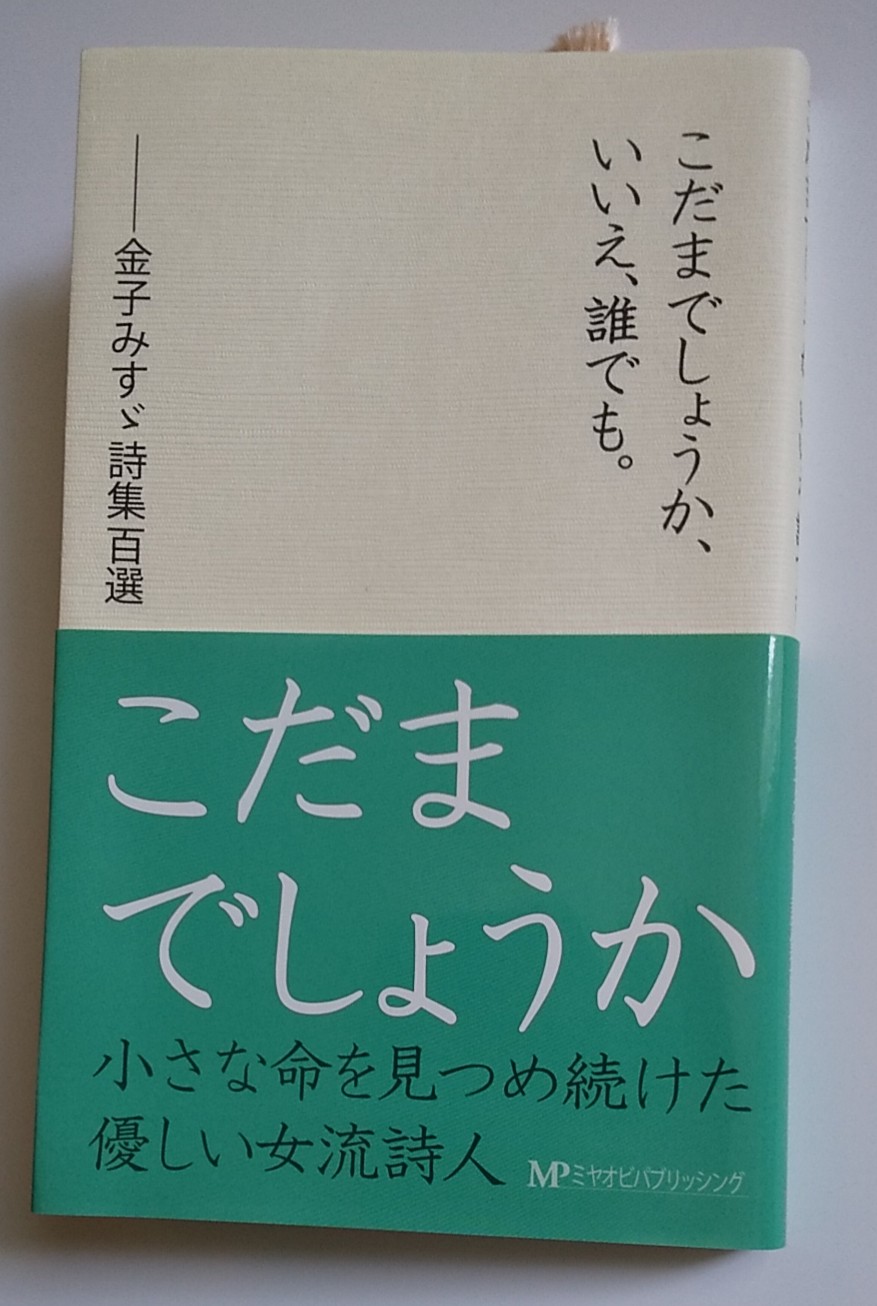 こだまでしょうか、
いいえ、誰でも。
――金子みすゞ詩集百選
こだま
でしょうか
小さな命を見つめ続けた
優しい女流詩人
MPミヤオビパブリッシング